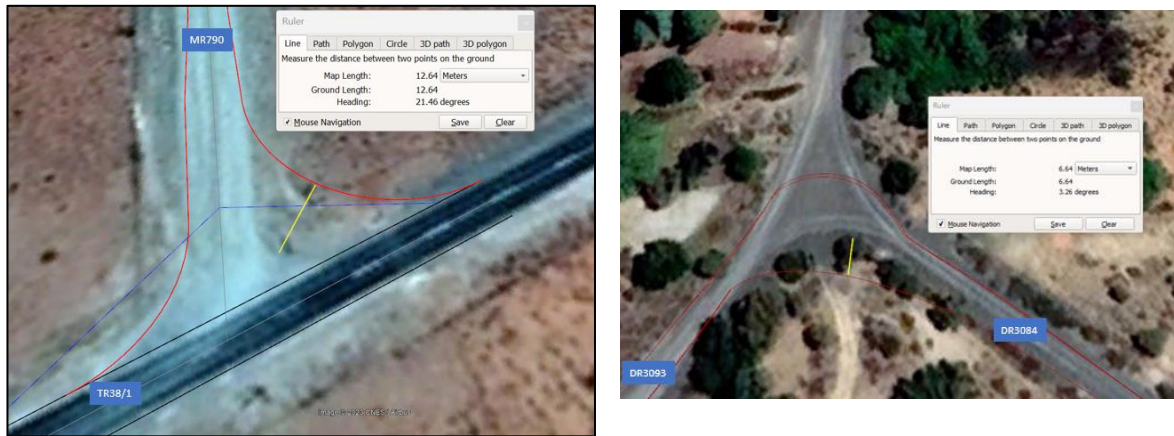 MR790
Ruler
Line Path Polygon Circle 3D path 3D polygon
Measure the distance between two points on the ground
Map Length: 12.64 Meters
Ground Length: 12.64
Heading: 21.46 degrees
Mouse Navigation Save Clear
TR38/1
Ruler
Line Path Polygon Circle 3D path 3D polygon
Measure the distance between two points on the ground
Map Length: 6.64 Meters
Ground Length: 6.64
Heading: 3.26 degrees
Mouse Navigation Save Clear
DR3084
DR3093